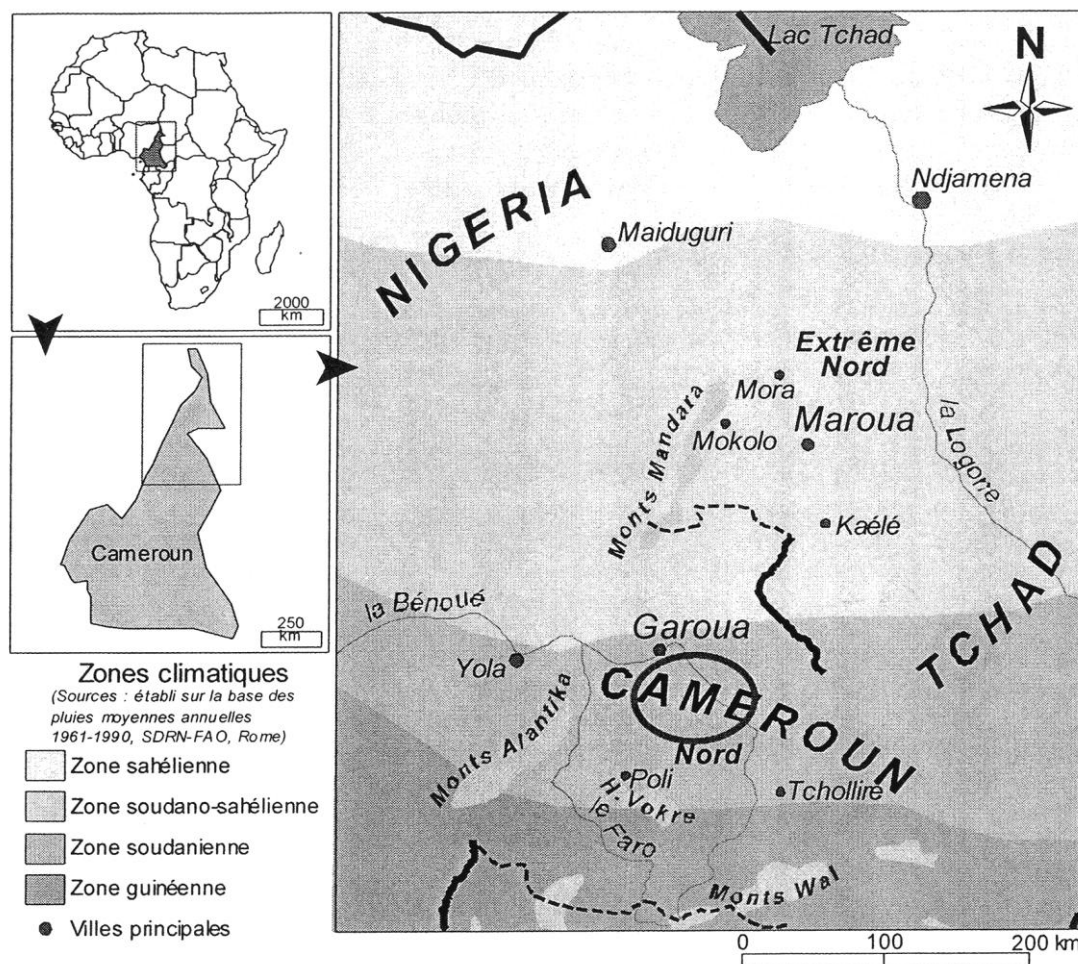 2000
km
Cameroun
250
km
Zones climatiques
(Sources : établi sur la base des
pluies moyennes annuelles
1961-1990, SDRN-FAO, Rome)
Zone sahélienne
Zone soudano-sahélienne
Zone soudanienne
Zone guinéenne
Villes principales
Lac Tchad
N
Ndjamena
NIGERIA
Maiduguri
Extrême
Nord
Mora
Maroua
Mokolo
Monts Mandara
la Logone
Kaélé
TCHAD
la Bénoué
Garoua
Yola
CAMEROUN
Nord
Monts Alantika
Poli
H-Vokre
le Faro
Tcholliré
Monts Wal
0 100 200 km